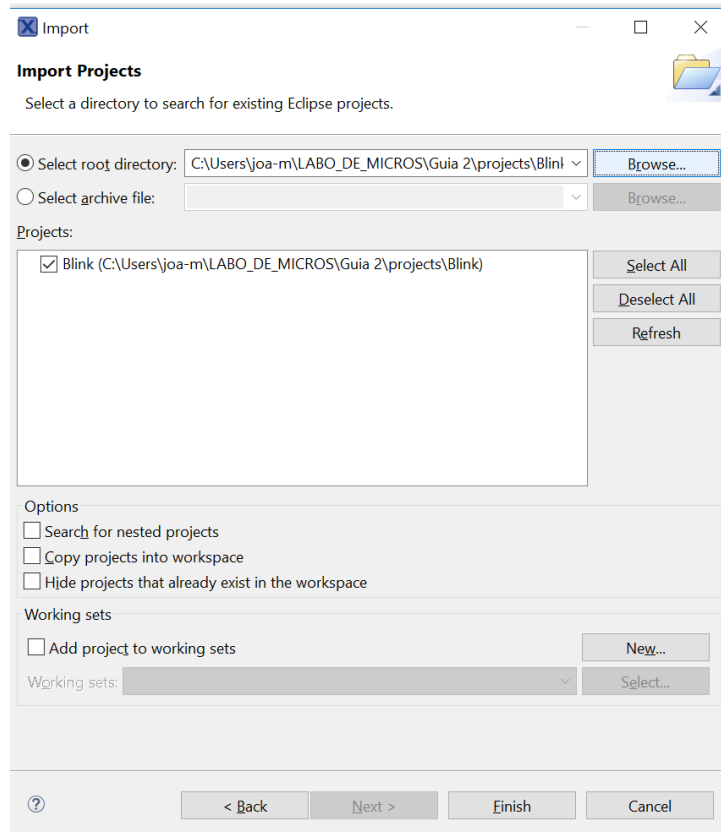 Import
Import Projects
Select a directory to search for existing Eclipse projects.
Select root directory: C:\Users\joa-m\LABO_DE_MICROS\Guia 2\projects\Blink Browse...
Select archive file: Browse...
Projects:
Blink (C:\Users\joa-m\LABO_DE_MICROS\Guia 2\projects\Blink)
Select All
Deselect All
Refresh
Options
Search for nested projects
Copy projects into workspace
Hide projects that already exist in the workspace
Working sets
Add project to working sets New...
Working sets: Select...
? < Back Next > Finish Cancel